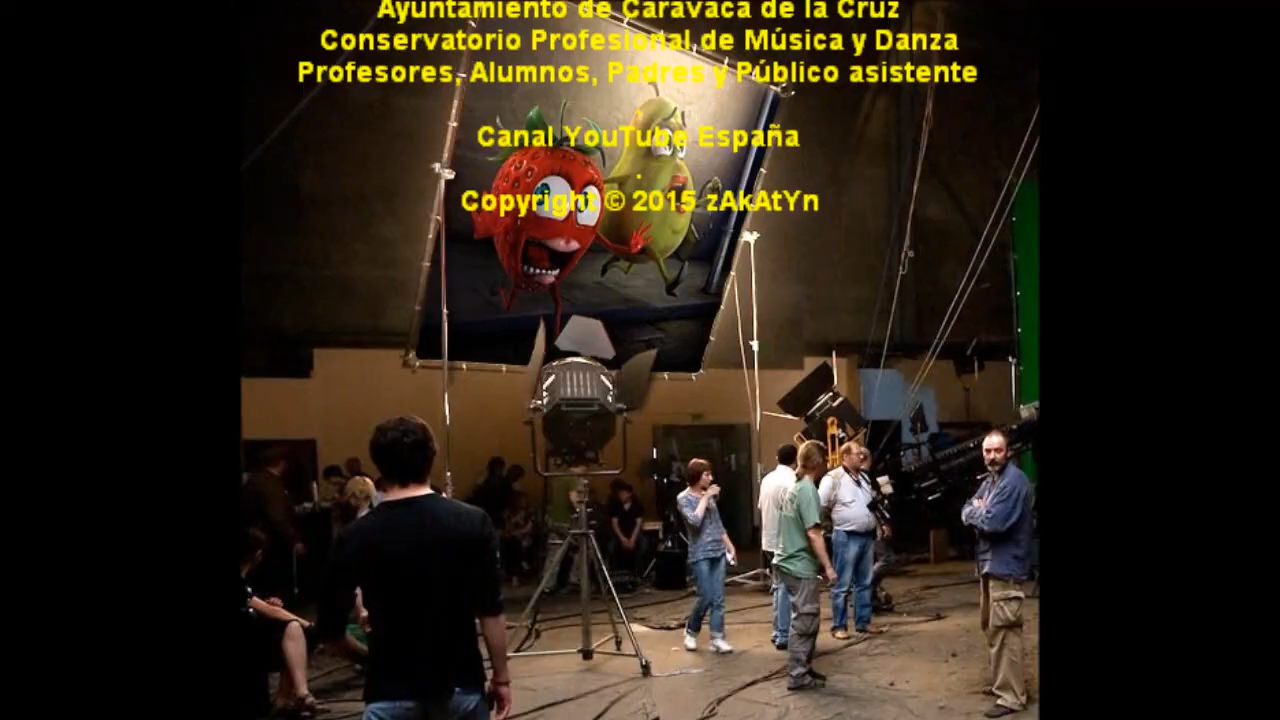 Ayuntamiento de Caravaca de la Cruz
Conservatorio Profesional de Música y Danza
Profesores, Alumnos, Padres y Público asistente
.
Canal YouTube España
.
Copyright © 2015 zAkAtYn